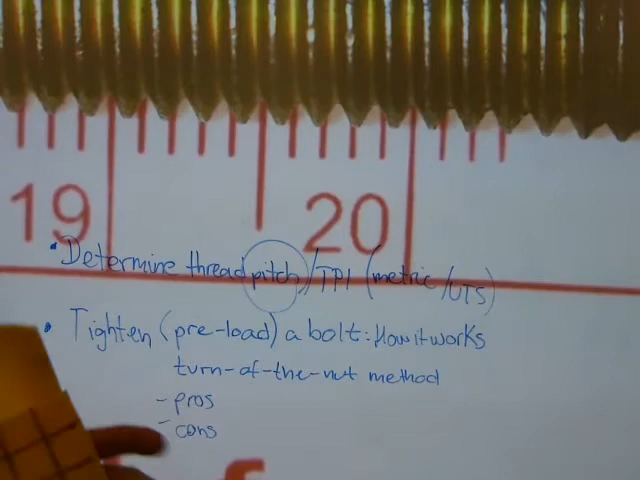 19 20
• Determine thread pitch/TPI (metric/UTS)
• Tighten (pre-load) a bolt: How it works
turn-of-the-nut method
- pros
- cons